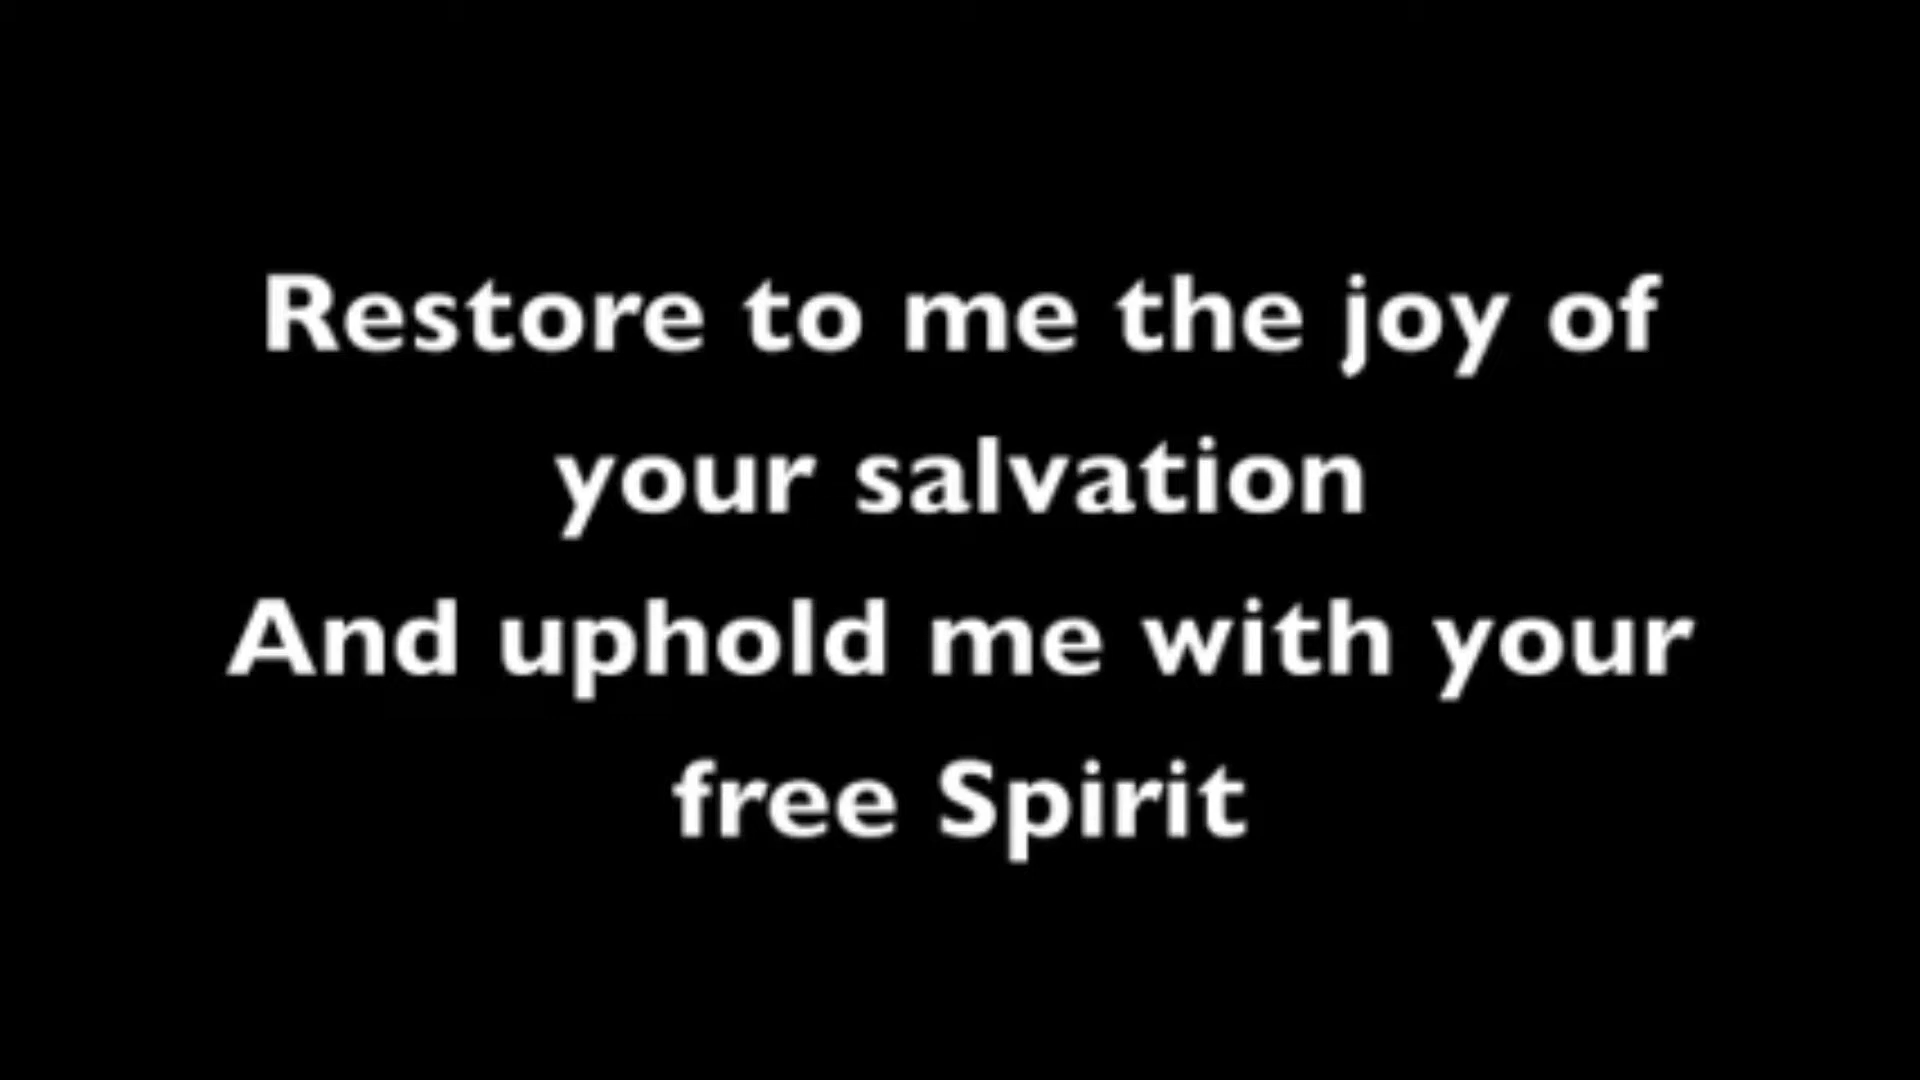 Restore to me the joy of
your salvation
And uphold me with your
free Spirit